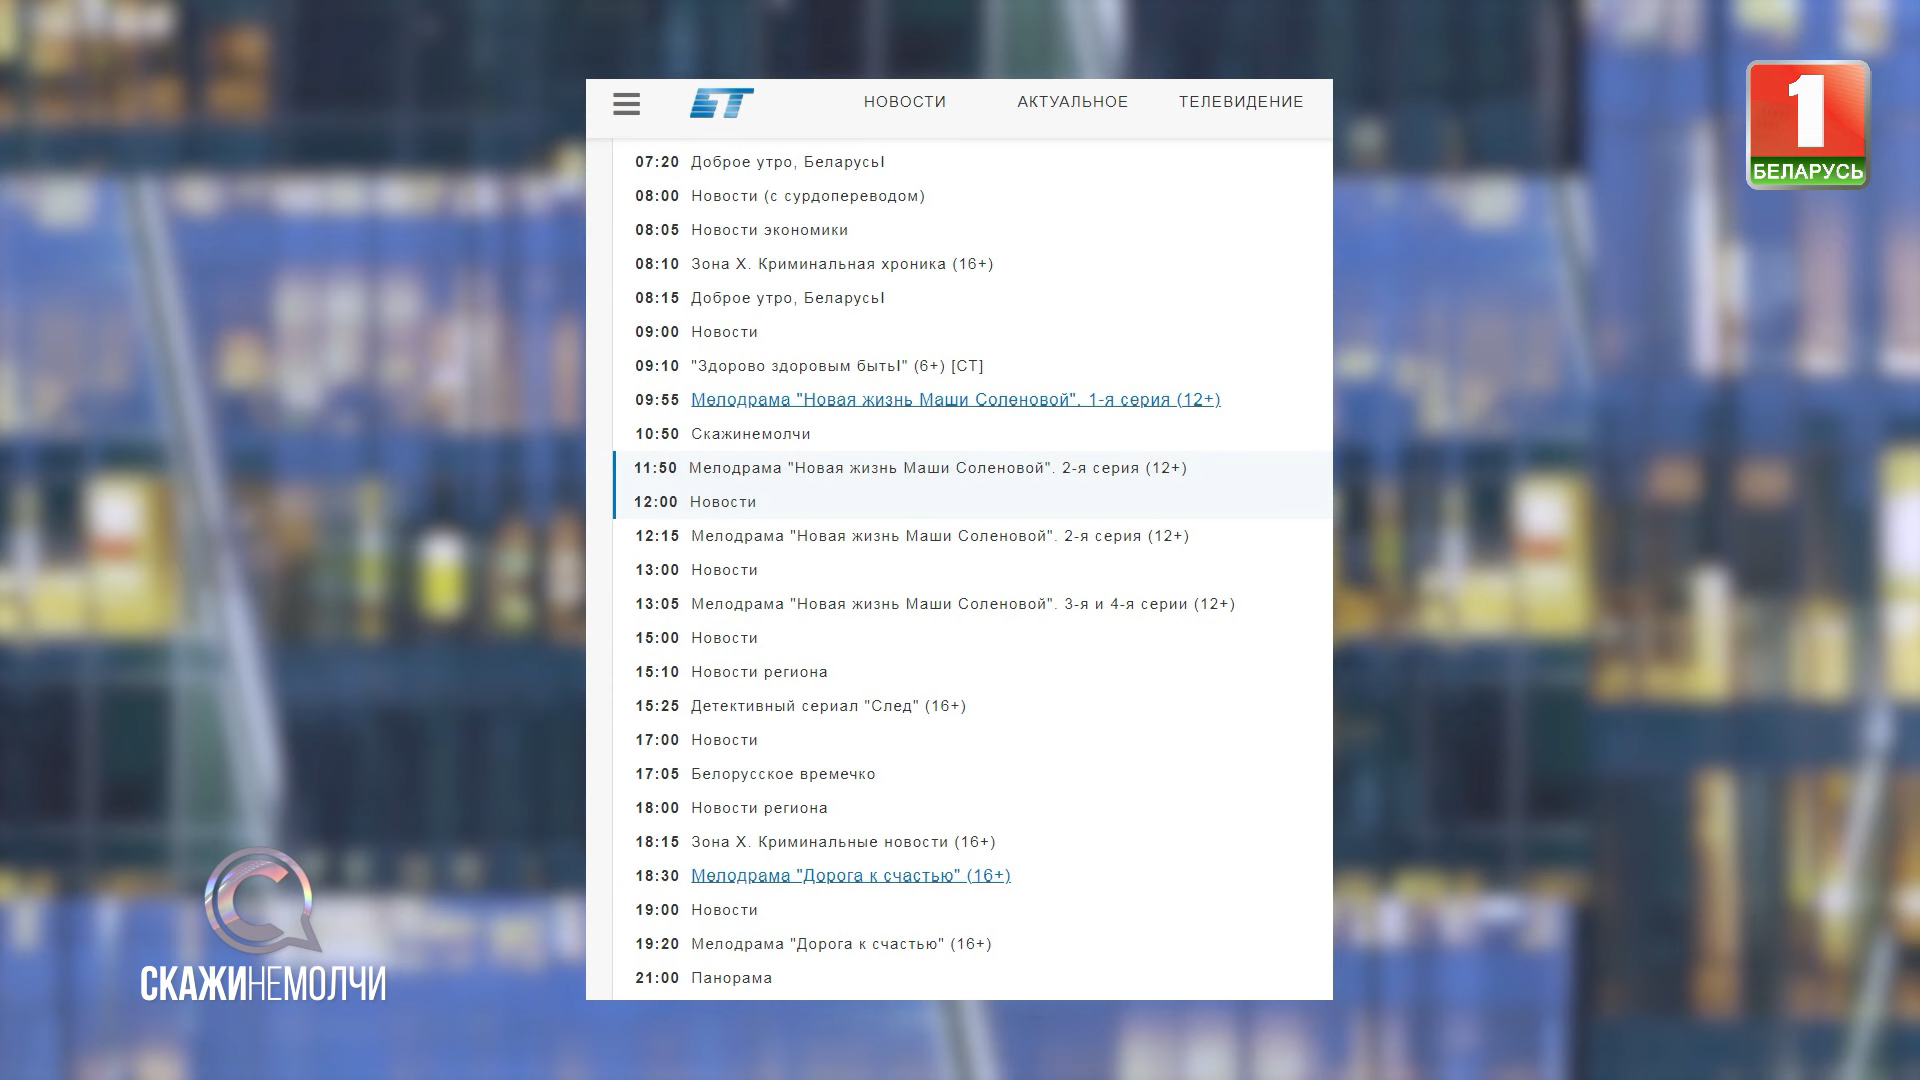 НОВОСТИ АКТУАЛЬНОЕ ТЕЛЕВИДЕНИЕ
1
БЕЛАРУСЬ
07:20 Доброе утро, Беларусь!
08:00 Новости (с сурдопереводом)
08:05 Новости экономики
08:10 Зона Х. Криминальная хроника (16+)
08:15 Доброе утро, Беларусь!
09:00 Новости
09:10 "Здорово здоровым быть!" (6+) [СТ]
09:55 Мелодрама "Новая жизнь Маши Соленовой". 1-я серия (12+)
10:50 Скажинемолчи
11:50 Мелодрама "Новая жизнь Маши Соленовой". 2-я серия (12+)
12:00 Новости
12:15 Мелодрама "Новая жизнь Маши Соленовой". 2-я серия (12+)
13:00 Новости
13:05 Мелодрама "Новая жизнь Маши Соленовой". 3-я и 4-я серии (12+)
15:00 Новости
15:10 Новости региона
15:25 Детективный сериал "След" (16+)
17:00 Новости
17:05 Белорусское времечко
18:00 Новости региона
18:15 Зона Х. Криминальные новости (16+)
18:30 Мелодрама "Дорога к счастью" (16+)
19:00 Новости
19:20 Мелодрама "Дорога к счастью" (16+)
21:00 Панорама
БТ
С
СКАЖИНЕМОЛЧИ